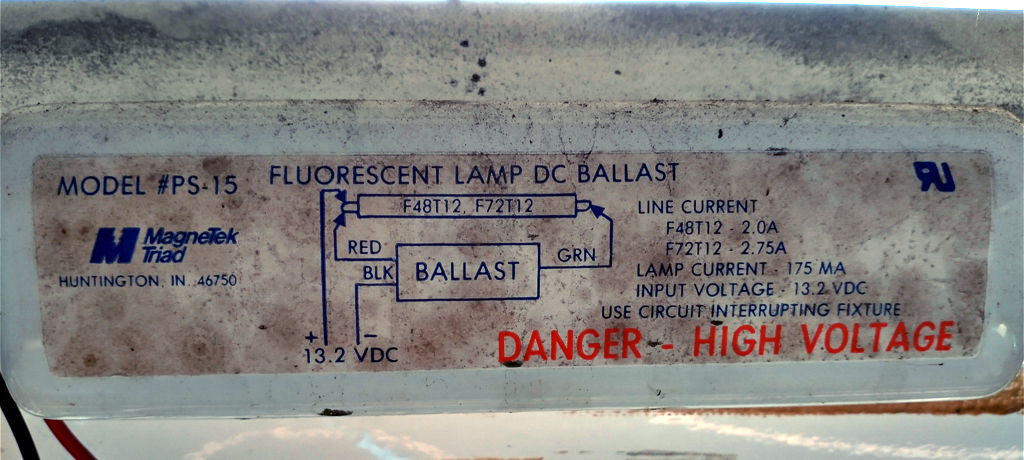 MODEL #PS-15
FLUORESCENT LAMP DC BALLAST
MagneTek
Triad
HUNTINGTON, IN. 46750
F48T12, F72T12
RED
BLK
BALLAST
GRN
+
–
13.2 VDC
LINE CURRENT
F48T12 - 2.0A
F72T12 - 2.75A
LAMP CURRENT - 175 MA
INPUT VOLTAGE - 13.2 VDC
USE CIRCUIT INTERRUPTING FIXTURE
DANGER - HIGH VOLTAGE